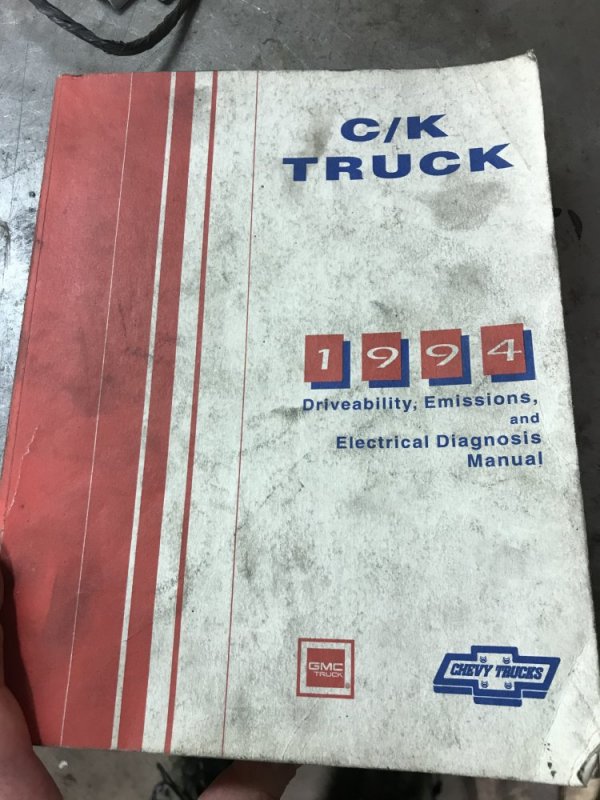 C/K
TRUCK
1994
Driveability, Emissions,
and
Electrical Diagnosis
Manual
GMC
TRUCK
CHEVY TRUCKS